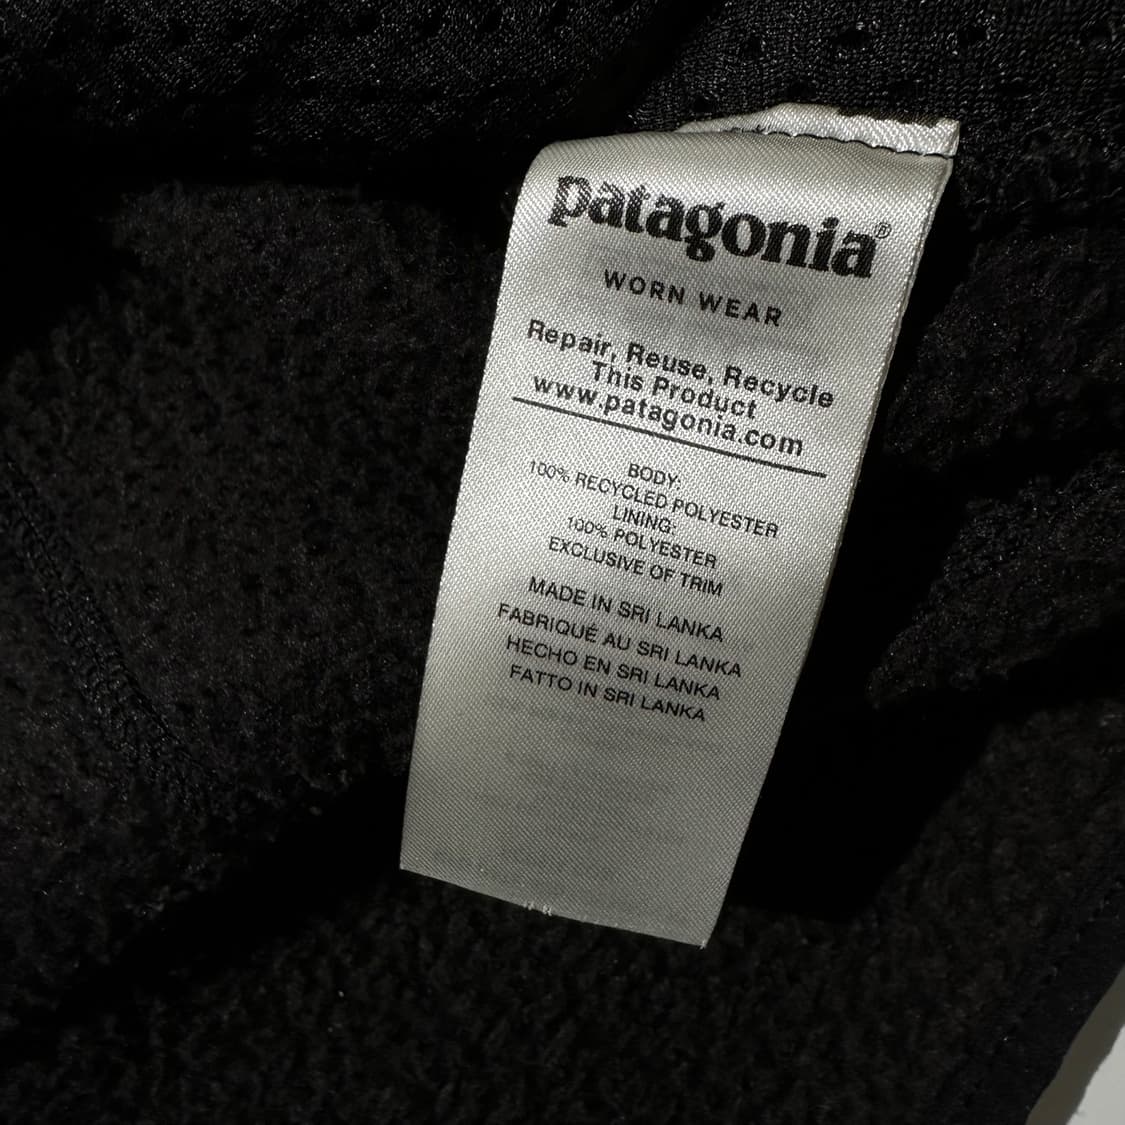 patagonia®
WORN WEAR
Repair, Reuse, Recycle
This Product
www.patagonia.com
BODY:
100% RECYCLED POLYESTER
LINING:
100% POLYESTER
EXCLUSIVE OF TRIM
MADE IN SRI LANKA
FABRIQUÉ AU SRI LANKA
HECHO EN SRI LANKA
FATTO IN SRI LANKA